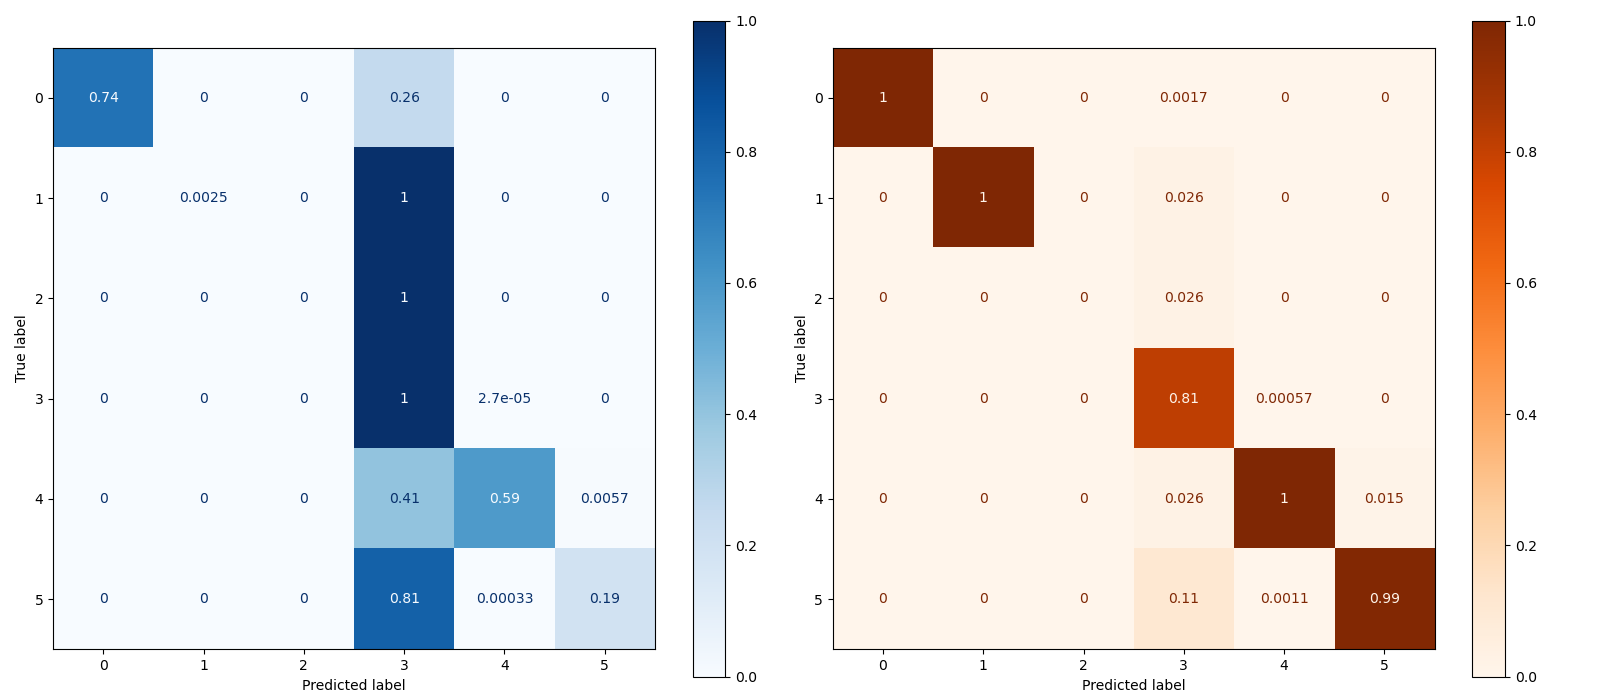 1.0
0.8
0.6
0.4
0.2
0.0
True label
0 0.74 0 0 0.26 0 0
1 0 0.0025 0 1 0 0
2 0 0 0 1 0 0
3 0 0 0 1 2.7e-05 0
4 0 0 0 0.41 0.59 0.0057
5 0 0 0 0.81 0.00033 0.19
0 1 2 3 4 5
Predicted label
1.0
0.8
0.6
0.4
0.2
0.0
True label
0 1 0 0 0.0017 0 0
1 0 1 0 0.026 0 0
2 0 0 0 0.026 0 0
3 0 0 0 0.81 0.00057 0
4 0 0 0 0.026 1 0.015
5 0 0 0 0.11 0.0011 0.99
0 1 2 3 4 5
Predicted label